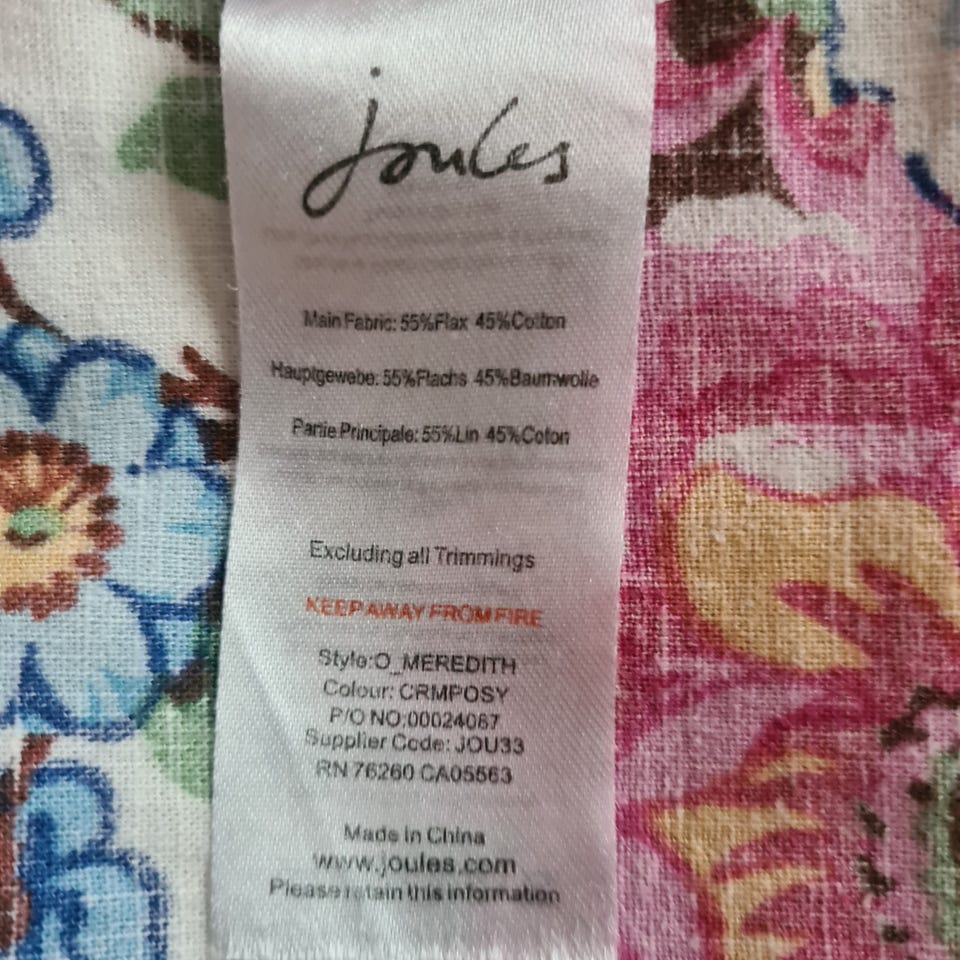 joules
Main Fabric: 55%Flax 45%Cotton
Hauptgewebe: 55%Flachs 45%Baumwolle
Partie Principale: 55%Lin 45%Coton
Excluding all Trimmings
KEEP AWAY FROM FIRE
Style:O_MEREDITH
Colour: CRMPOSY
P/O NO:00024067
Supplier Code: JOU33
RN 76260 CA05563
Made in China
www.joules.com
Please retain this information